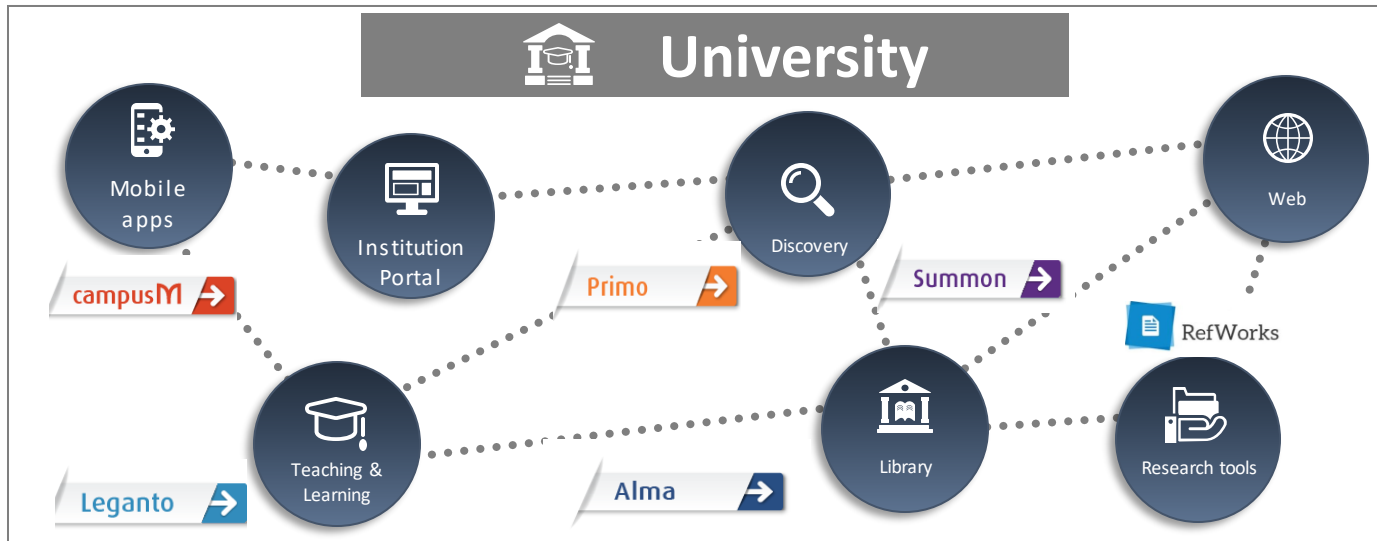 University
Mobile
apps
Institution
Portal
Discovery
Web
campusM
Primo
Summon
RefWorks
Teaching &
Learning
Library
Research tools
Leganto
Alma